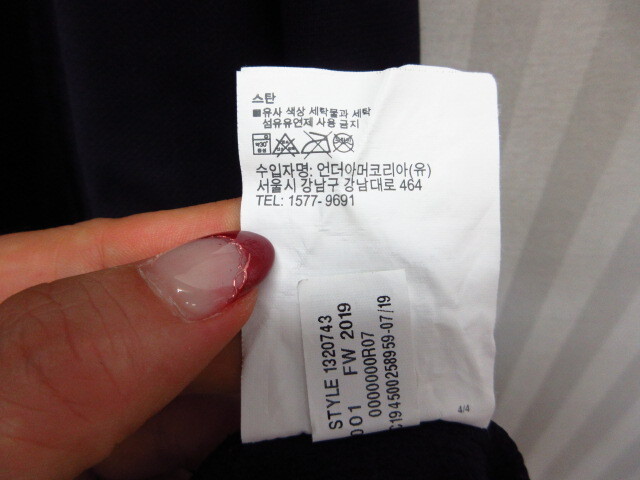 스탄
■유사 색상 세탁물과 세탁
섬유유연제 사용 금지
수입자명: 언더아머코리아(유)
서울시 강남구 강남대로 464
TEL: 1577-9691
STYLE 1320743
001 FW 2019
0000000R07
C194500258959-07/19
4/4